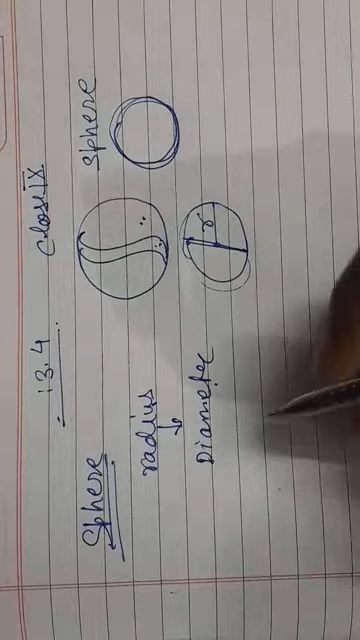 13.4 class IX
Sphere sphere
radius
r
Diameter